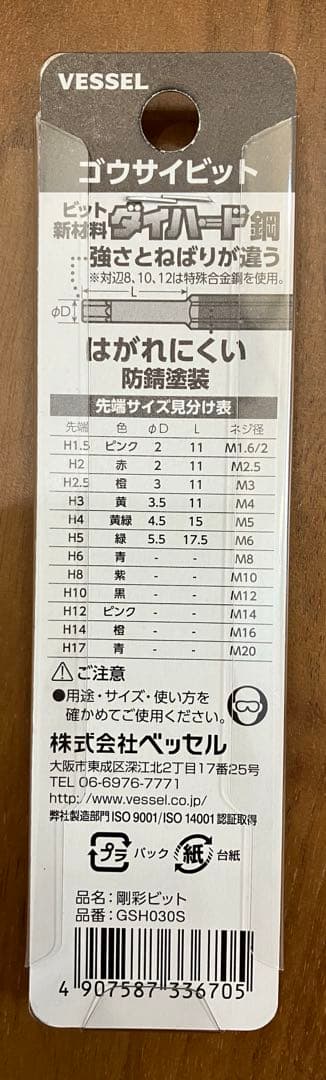 VESSEL
ゴウサイビット
ビット
新材料 ダイハード鋼
強さとねばりが違う
※対辺8、10、12は特殊合金鋼を使用。
L
φD
はがれにくい
防錆塗装
先端サイズ見分け表
先端 色 φD L ネジ径
H1.5 ピンク 2 11 M1.6/2
H2 赤 2 11 M2.5
H2.5 橙 3 11 M3
H3 黄 3.5 11 M4
H4 黄緑 4.5 15 M5
H5 緑 5.5 17.5 M6
H6 青 - - M8
H8 紫 - - M10
H10 黒 - - M12
H12 ピンク - - M14
H14 橙 - - M16
H17 青 - - M20
ご注意
●用途・サイズ・使い方を
確かめてご使用ください。
株式会社ベッセル
大阪市東成区深江北2丁目17番25号
TEL 06-6976-7771
http://www.vessel.co.jp/
弊社製造部門 ISO 9001/ISO 14001 認証取得
プラ パック 紙 台紙
品名：剛彩ビット
品番：GSH030S
4 907587 336705